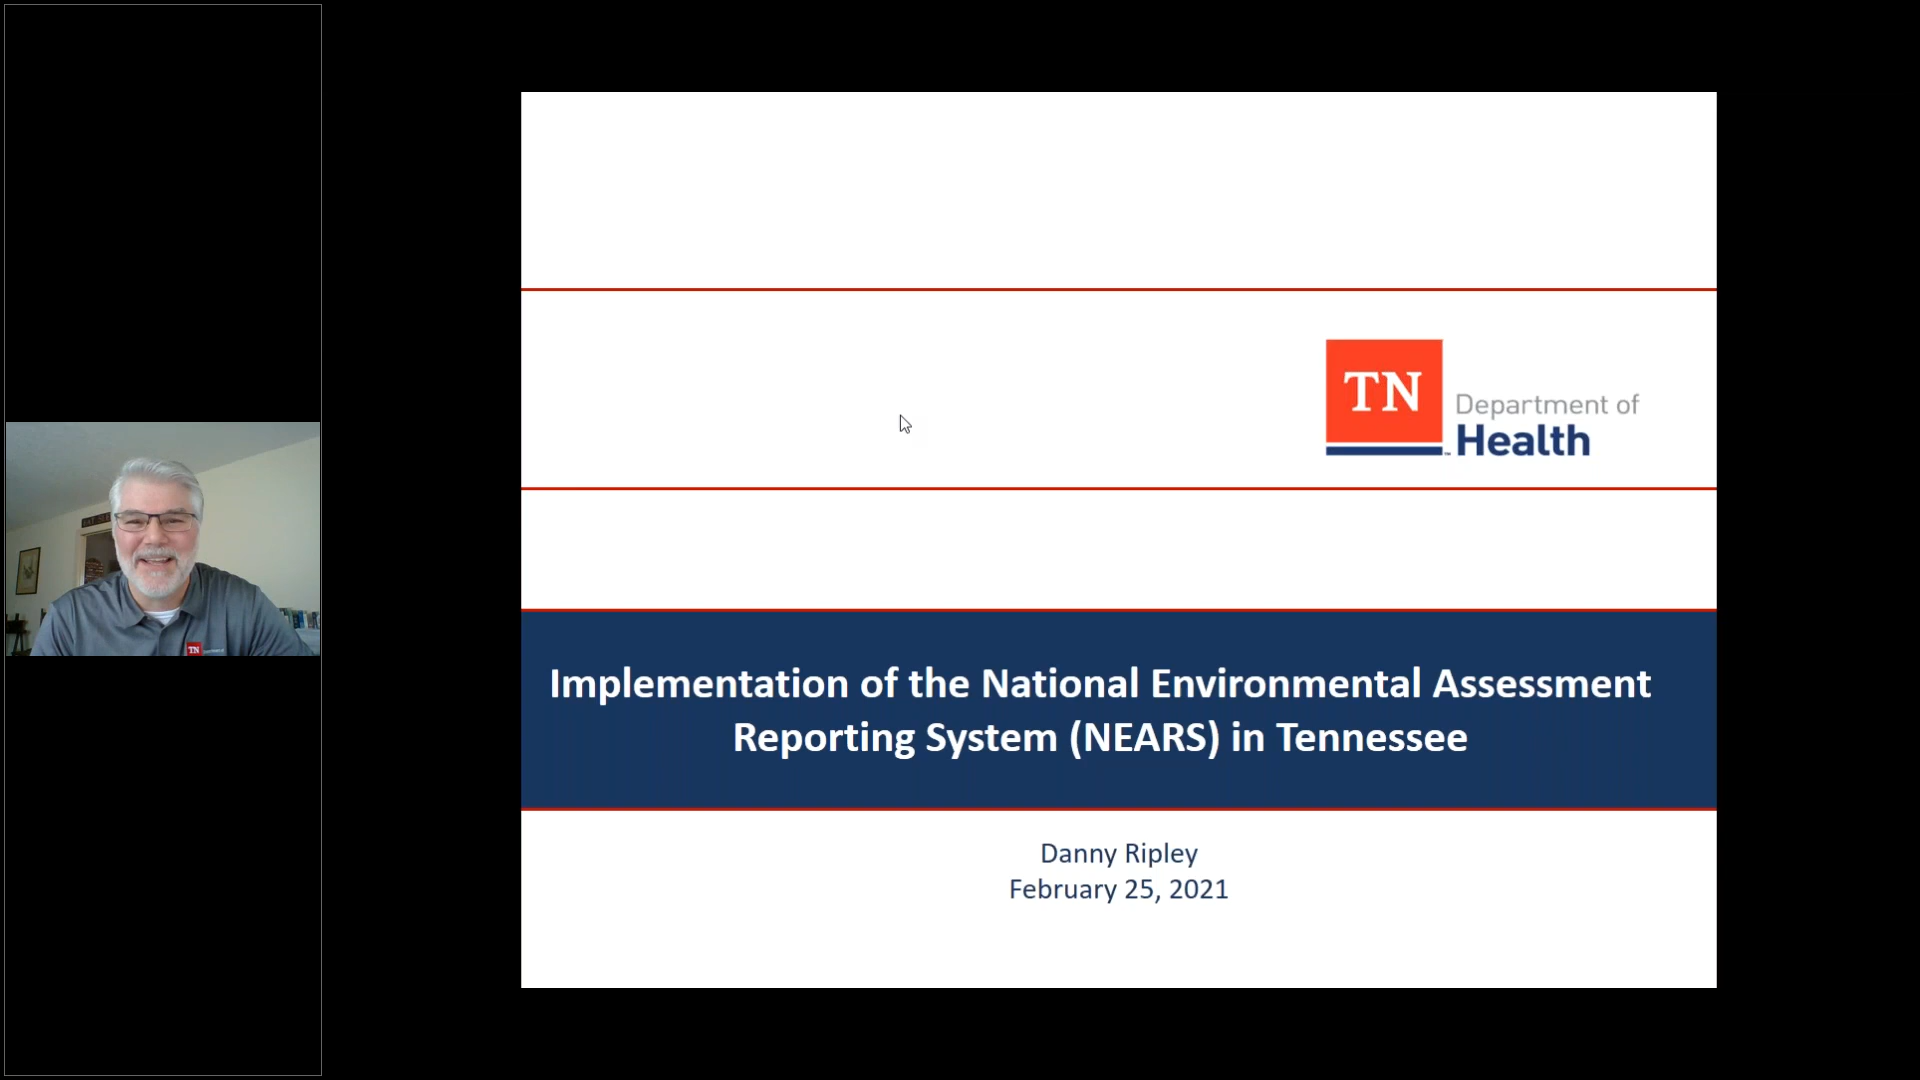 TN
Department of
Health
Implementation of the National Environmental Assessment
Reporting System (NEARS) in Tennessee
Danny Ripley
February 25, 2021
TN